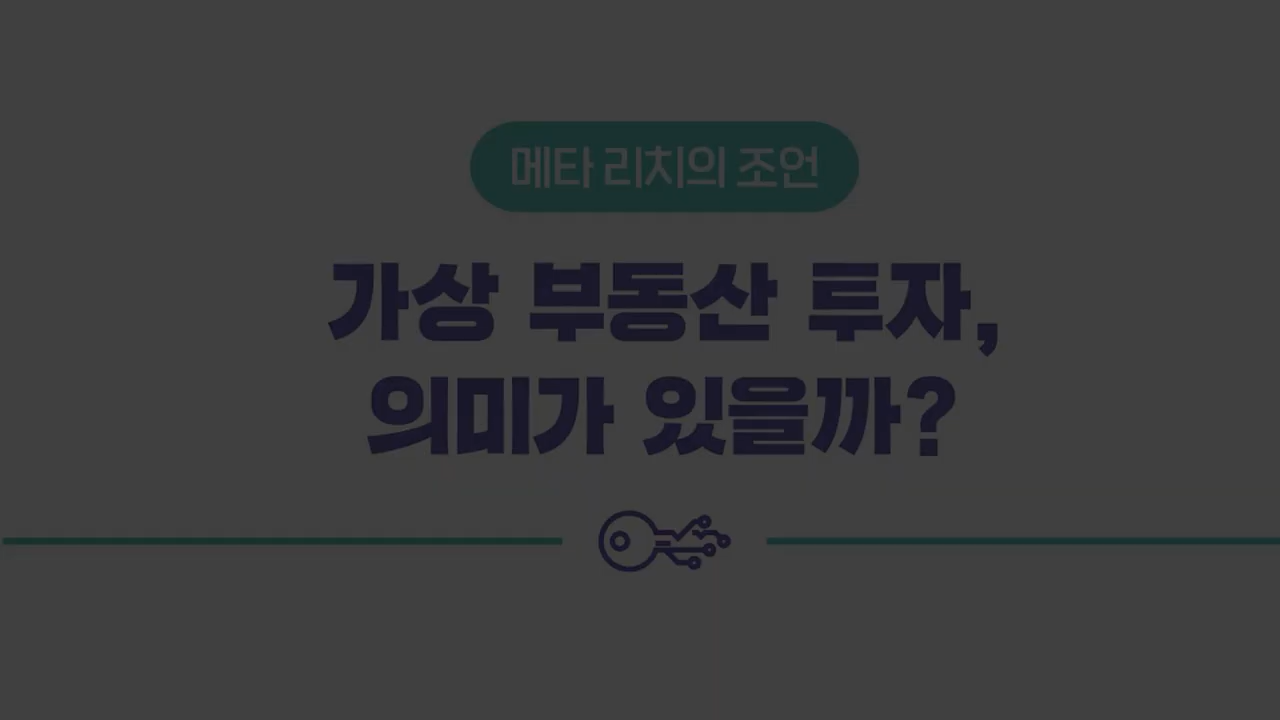 메타 리치의 조언
가상 부동산 투자,
의미가 있을까?